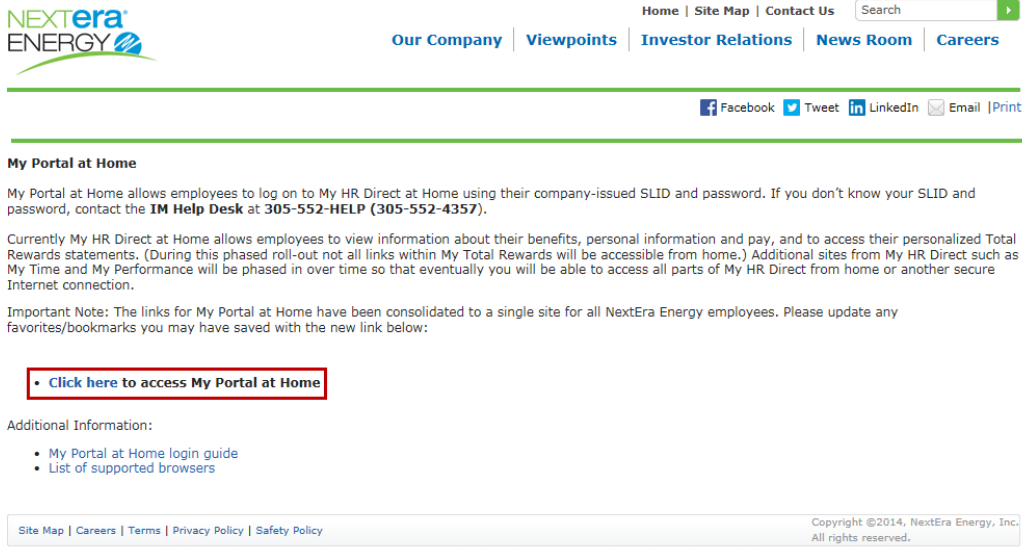 NEXTera®
ENERGY
Home | Site Map | Contact Us
Search
Our Company | Viewpoints | Investor Relations | News Room | Careers
Facebook Tweet LinkedIn Email |Print
My Portal at Home
My Portal at Home allows employees to log on to My HR Direct at Home using their company-issued SLID and password. If you don’t know your SLID and
password, contact the IM Help Desk at 305-552-HELP (305-552-4357).
Currently My HR Direct at Home allows employees to view information about their benefits, personal information and pay, and to access their personalized Total
Rewards statements. (During this phased roll-out not all links within My Total Rewards will be accessible from home.) Additional sites from My HR Direct such as
My Time and My Performance will be phased in over time so that eventually you will be able to access all parts of My HR Direct from home or another secure
Internet connection.
Important Note: The links for My Portal at Home have been consolidated to a single site for all NextEra Energy employees. Please update any
favorites/bookmarks you may have saved with the new link below:
• Click here to access My Portal at Home
Additional Information:
• My Portal at Home login guide
• List of supported browsers
Site Map | Careers | Terms | Privacy Policy | Safety Policy
Copyright ©2014, NextEra Energy, Inc.
All rights reserved.